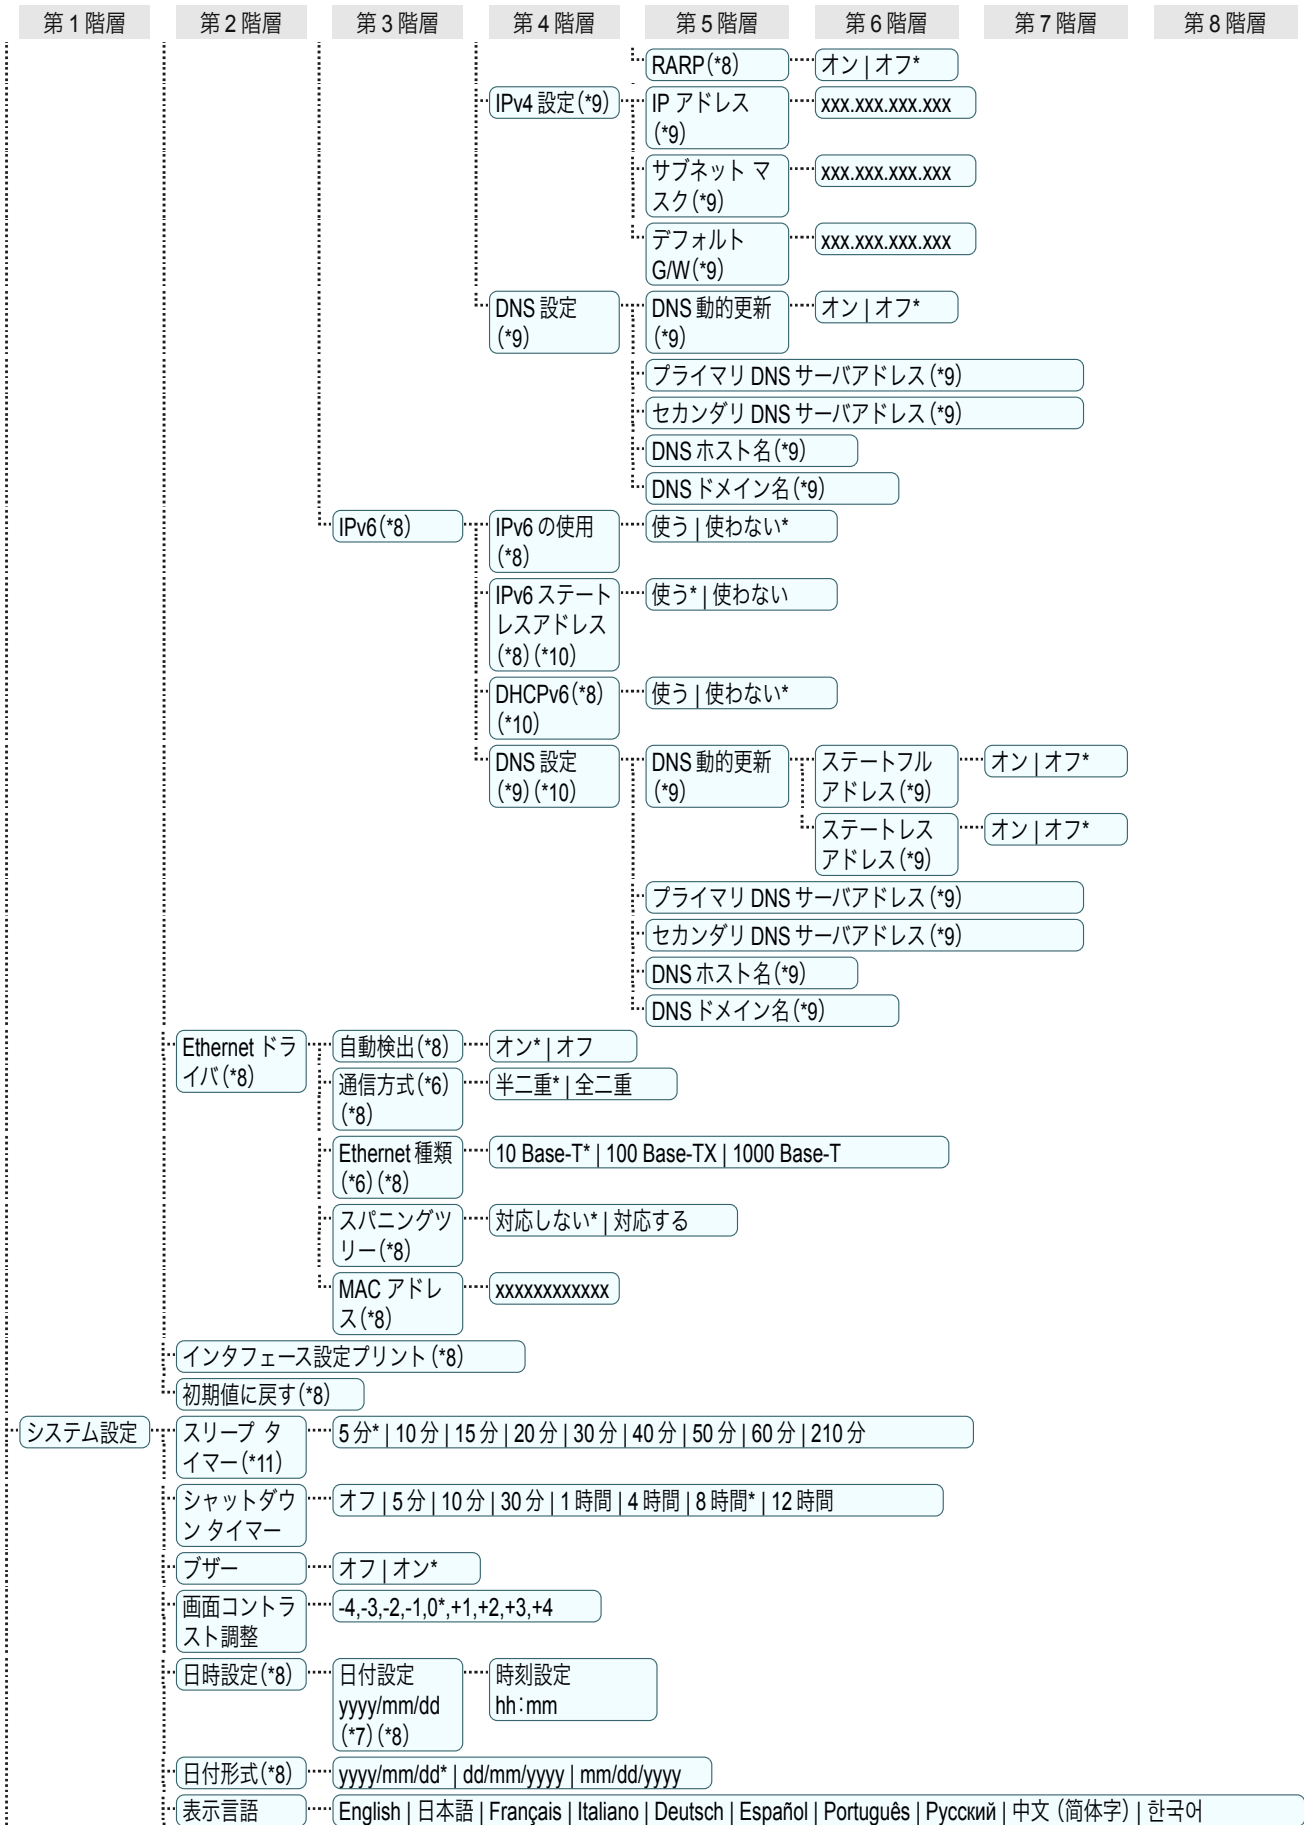 第 1 階層 第 2 階層 第 3 階層 第 4 階層 第 5 階層 第 6 階層 第 7 階層 第 8 階層
RARP(*8) オン | オフ*
IPv4 設定(*9) IP アドレス xxx.xxx.xxx.xxx
(*9)
サブネット マ xxx.xxx.xxx.xxx
スク(*9)
デフォルト xxx.xxx.xxx.xxx
G/W(*9)
DNS 設定 DNS 動的更新 オン | オフ*
(*9) (*9)
プライマリ DNS サーバアドレス(*9)
セカンダリ DNS サーバアドレス(*9)
DNS ホスト名(*9)
DNS ドメイン名(*9)
IPv6(*8) IPv6 の使用 使う | 使わない*
(*8)
IPv6 ステート 使う* | 使わない
レスアドレス
(*8)(*10)
DHCPv6(*8) 使う | 使わない*
(*10)
DNS 設定 DNS 動的更新 ステートフル オン | オフ*
(*9)(*10) (*9) アドレス(*9)
ステートレス オン | オフ*
アドレス(*9)
プライマリ DNS サーバアドレス(*9)
セカンダリ DNS サーバアドレス(*9)
DNS ホスト名(*9)
DNS ドメイン名(*9)
Ethernet ドラ 自動検出(*8) オン* | オフ
イバ(*8)
通信方式(*6) 半二重* | 全二重
(*8)
Ethernet 種類 10 Base-T* | 100 Base-TX | 1000 Base-T
(*6)(*8)
スパニングツ 対応しない* | 対応する
リー(*8)
MAC アドレ xxxxxxxxxxxx
ス(*8)
インタフェース設定プリント(*8)
初期値に戻す(*8)
システム設定 スリープ タ 5 分* | 10 分 | 15 分 | 20 分 | 30 分 | 40 分 | 50 分 | 60 分 | 210 分
イマー(*11)
シャットダウ オフ | 5 分 | 10 分 | 30 分 | 1 時間 | 4 時間 | 8 時間* | 12 時間
ン タイマー
ブザー オフ | オン*
画面コントラ -4,-3,-2,-1,0*,+1,+2,+3,+4
スト調整
日時設定(*8) 日付設定 時刻設定
yyyy/mm/dd hh:mm
(*7)(*8)
日付形式(*8) yyyy/mm/dd* | dd/mm/yyyy | mm/dd/yyyy
表示言語 English | 日本語 | Français | Italiano | Deutsch | Español | Português | Русский | 中文 (简体字) | 한국어